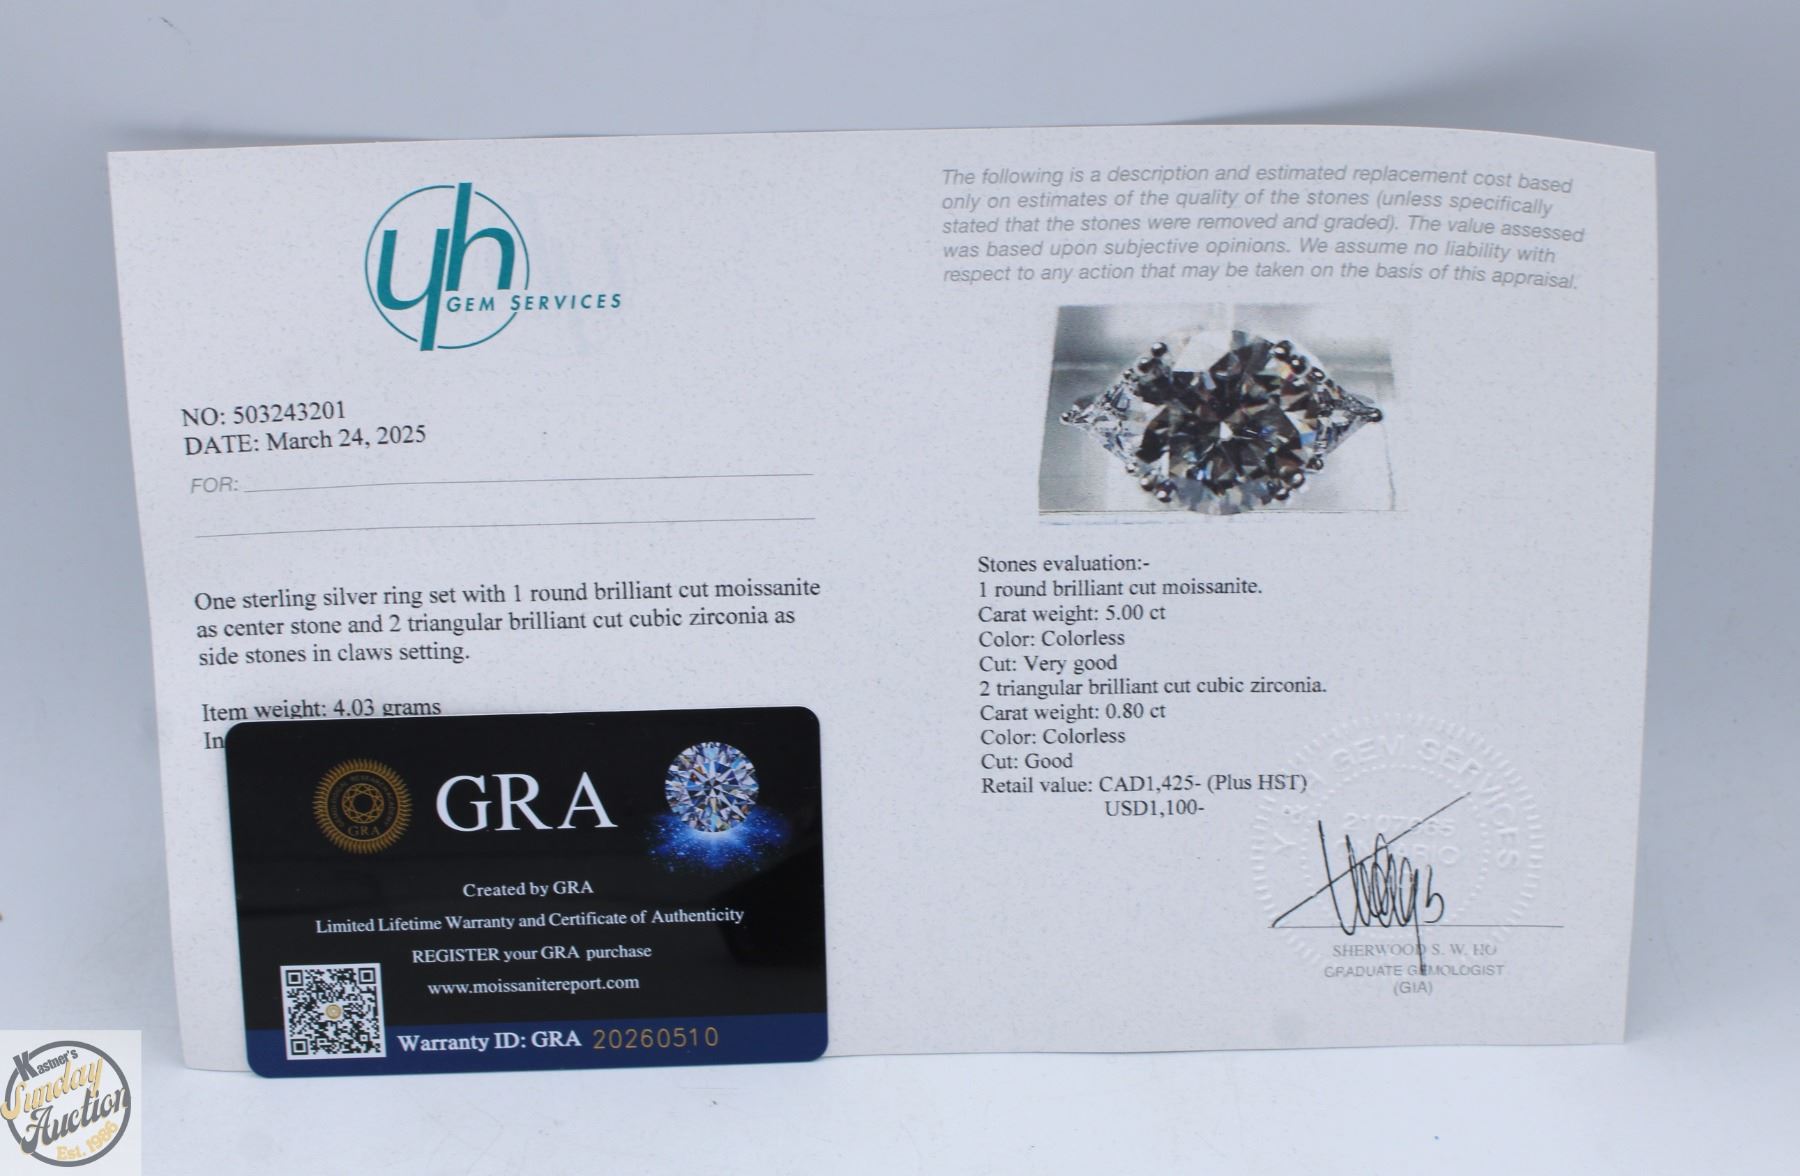 yh
GEM SERVICES
NO: 503243201
DATE: March 24, 2025
FOR:
One sterling silver ring set with 1 round brilliant cut moissanite
as center stone and 2 triangular brilliant cut cubic zirconia as
side stones in claws setting.
Item weight: 4.03 grams
In
The following is a description and estimated replacement cost based
only on estimates of the quality of the stones (unless specifically
stated that the stones were removed and graded). The value assessed
was based upon subjective opinions. We assume no liability with
respect to any action that may be taken on the basis of this appraisal.
Stones evaluation:-
1 round brilliant cut moissanite.
Carat weight: 5.00 ct
Color: Colorless
Cut: Very good
2 triangular brilliant cut cubic zirconia.
Carat weight: 0.80 ct
Color: Colorless
Cut: Good
Retail value: CAD1,425- (Plus HST)
USD1,100-
GEM SERVICES
SHERWOOD S. W. HO
GRADUATE GEMOLOGIST
(GIA)
GRA
GRA
Created by GRA
Limited Lifetime Warranty and Certificate of Authenticity
REGISTER your GRA purchase
www.moissanitereport.com
Warranty ID: GRA 20260510
Kastner's
Sunday
Auction
Est. 1986